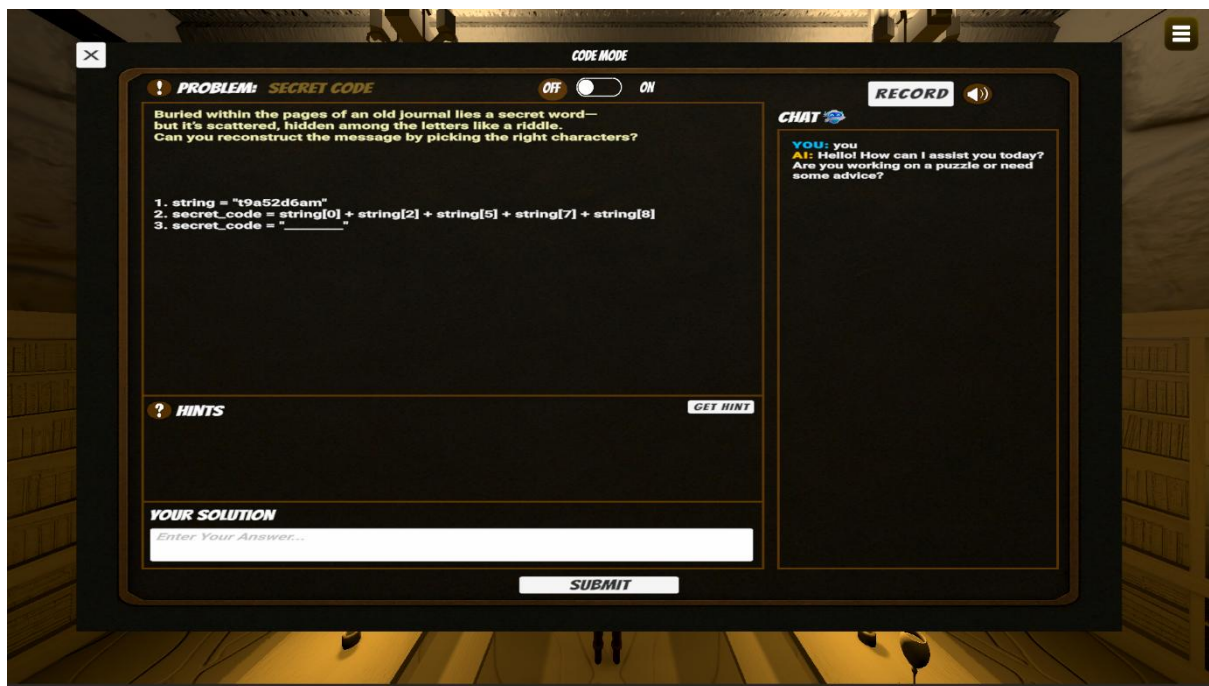 CODE MODE
! PROBLEM: SECRET CODE
OFF ON
Buried within the pages of an old journal lies a secret word—
but it's scattered, hidden among the letters like a riddle.
Can you reconstruct the message by picking the right characters?
1. string = "t9a52d6am"
2. secret_code = string[0] + string[2] + string[5] + string[7] + string[8]
3. secret_code = "________"
? HINTS
GET HINT
YOUR SOLUTION
Enter Your Answer...
SUBMIT
RECORD
CHAT
YOU: you
AI: Hello! How can I assist you today?
Are you working on a puzzle or need
some advice?